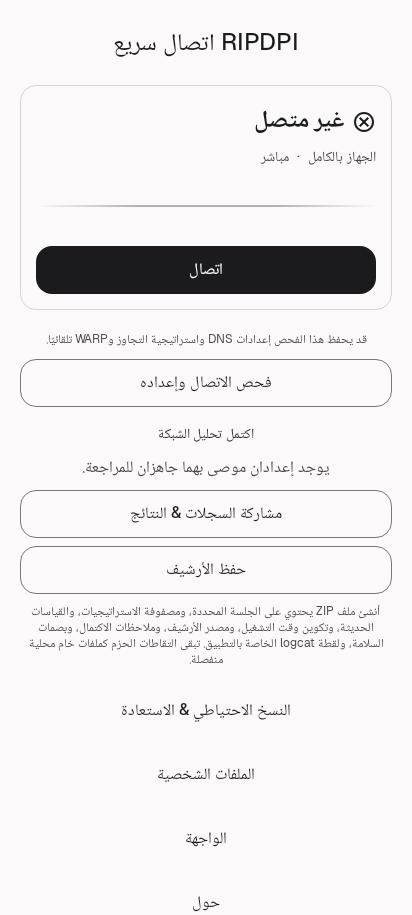 RIPDPI اتصال سريع
غير متصل
الجهاز بالكامل · مباشر
اتصال
قد يحفظ هذا الفحص إعدادات DNS واستراتيجية التجاوز وWARP تلقائيًا.
فحص الاتصال وإعداده
اكتمل تحليل الشبكة
يوجد إعدادان موصى بهما جاهزان للمراجعة.
مشاركة السجلات & النتائج
حفظ الأرشيف
أنشئ ملف ZIP يحتوي على الجلسة المحددة، ومصفوفة الاستراتيجيات، والقياسات
الحديثة، وتكوين وقت التشغيل، ومصدر الأرشيف، وملاحظات الاكتمال، وبصمات
السلامة، ولقطة logcat الخاصة بالتطبيق. تبقى التقاطات الحزم كملفات خام محلية
منفصلة.
النسخ الاحتياطي & الاستعادة
الملفات الشخصية
الواجهة
حول